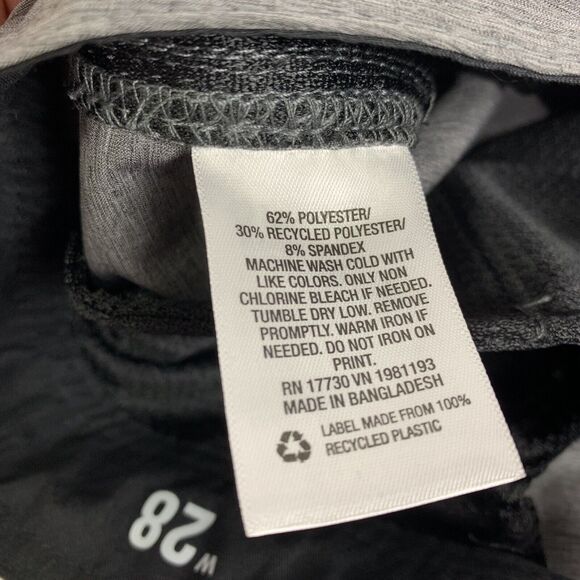 62% POLYESTER/
30% RECYCLED POLYESTER/
8% SPANDEX
MACHINE WASH COLD WITH
LIKE COLORS. ONLY NON
CHLORINE BLEACH IF NEEDED.
TUMBLE DRY LOW. REMOVE
PROMPTLY. WARM IRON IF
NEEDED. DO NOT IRON ON
PRINT.
RN 17730 VN 1981193
MADE IN BANGLADESH
LABEL MADE FROM 100%
RECYCLED PLASTIC
W 28